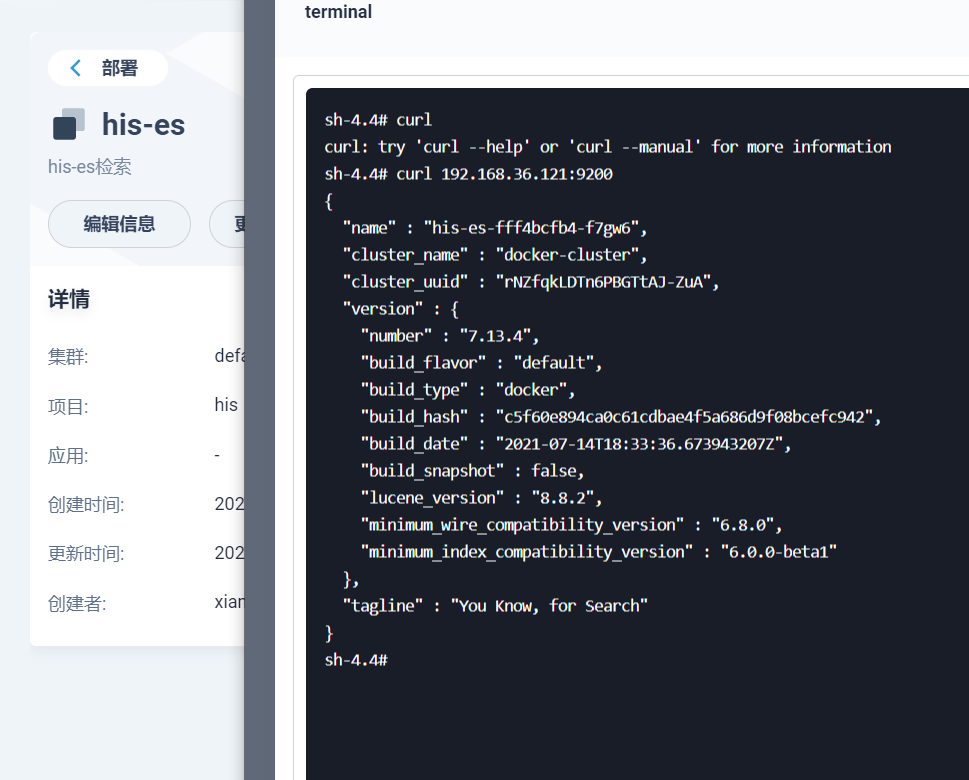 部署
his-es
his-es检索
编辑信息
详情
集群:
项目: his
应用: -
创建时间: 202
更新时间: 202
创建者: xian
terminal
sh-4.4# curl
curl: try 'curl --help' or 'curl --manual' for more information
sh-4.4# curl 192.168.36.121:9200
{
  "name" : "his-es-fff4bcfb4-f7gw6",
  "cluster_name" : "docker-cluster",
  "cluster_uuid" : "rNZfqkLDTn6PBGTtAJ-ZuA",
  "version" : {
    "number" : "7.13.4",
    "build_flavor" : "default",
    "build_type" : "docker",
    "build_hash" : "c5f60e894ca0c61cdbae4f5a686d9f08bcefc942",
    "build_date" : "2021-07-14T18:33:36.673943207Z",
    "build_snapshot" : false,
    "lucene_version" : "8.8.2",
    "minimum_wire_compatibility_version" : "6.8.0",
    "minimum_index_compatibility_version" : "6.0.0-beta1"
  },
  "tagline" : "You Know, for Search"
}
sh-4.4#